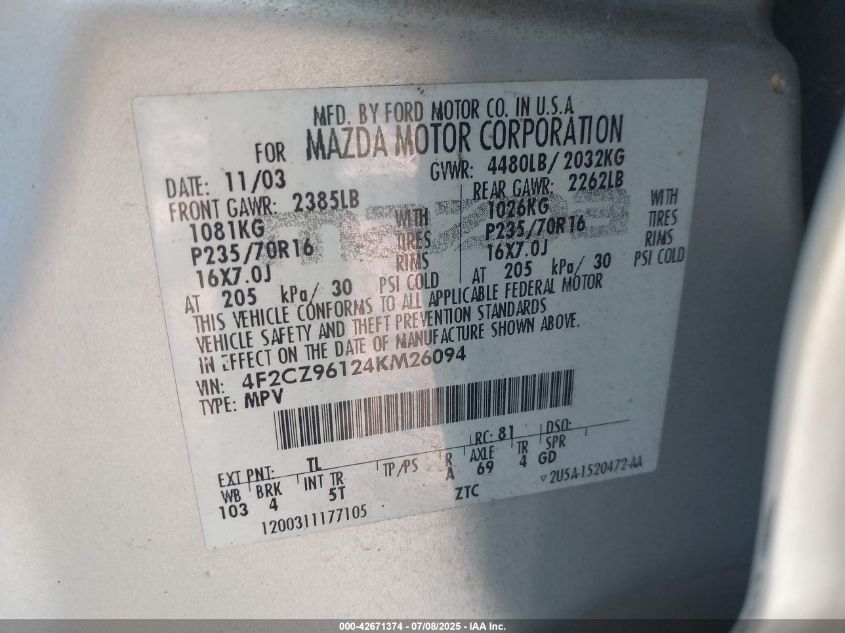 MFD. BY FORD MOTOR CO. IN U.S.A
FOR MAZDA MOTOR CORPORATION
DATE: 11/03 GVWR: 4480LB/ 2032KG
FRONT GAWR: 2385LB REAR GAWR: 2262LB
1081KG WITH 1026KG WITH
P235/70R16 TIRES P235/70R16 TIRES
16X7.0J RIMS 16X7.0J RIMS
AT 205 kPa/ 30 PSI COLD AT 205 kPa/ 30 PSI COLD
THIS VEHICLE CONFORMS TO ALL APPLICABLE FEDERAL MOTOR
VEHICLE SAFETY AND THEFT PREVENTION STANDARDS
IN EFFECT ON THE DATE OF MANUFACTURE SHOWN ABOVE.
VIN: 4F2CZ96124KM26094
TYPE: MPV
RC: 81 DSO:
EXT PNT: TL TP/PS R AXLE TR SPR
WB BRK INT TR A 69 4 GD
103 4 5T ZTC 2U5A-1520472-AA
1200311177105
000-42671374 / 07/08/2025 - IAA Inc.